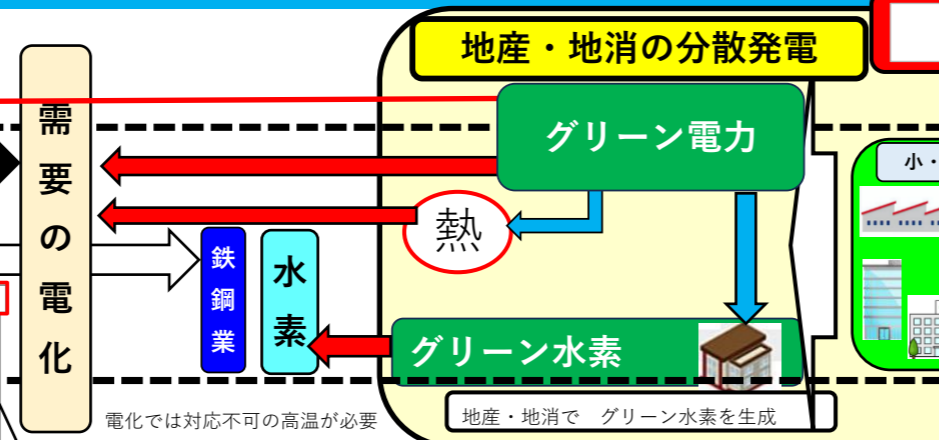 地産・地消の分散発電
需要の電化
グリーン電力
小・
熱
鉄鋼業
水素
グリーン水素
電化では対応不可の高温が必要
地産・地消で　グリーン水素を生成